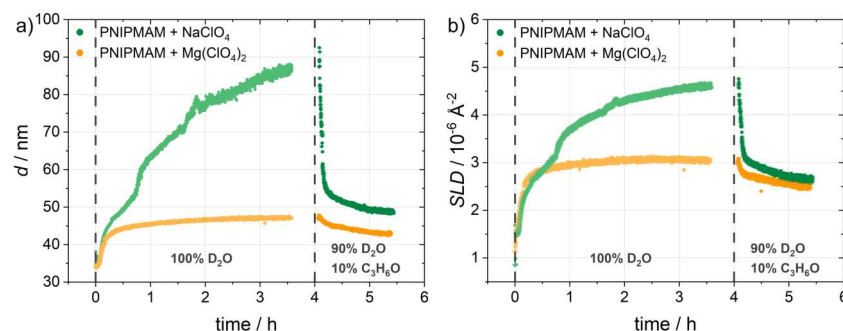 a)
PNIPMAM + NaClO₄
PNIPMAM + Mg(ClO₄)₂
100
90
80
70
60
50
40
30
d / nm
100% D₂O
90% D₂O
10% C₃H₆O
0 1 2 3 4 5 6
time / h
b)
PNIPMAM + NaClO₄
PNIPMAM + Mg(ClO₄)₂
6
5
4
3
2
1
0
SLD / 10⁻⁶ Å⁻²
100% D₂O
90% D₂O
10% C₃H₆O
0 1 2 3 4 5 6
time / h